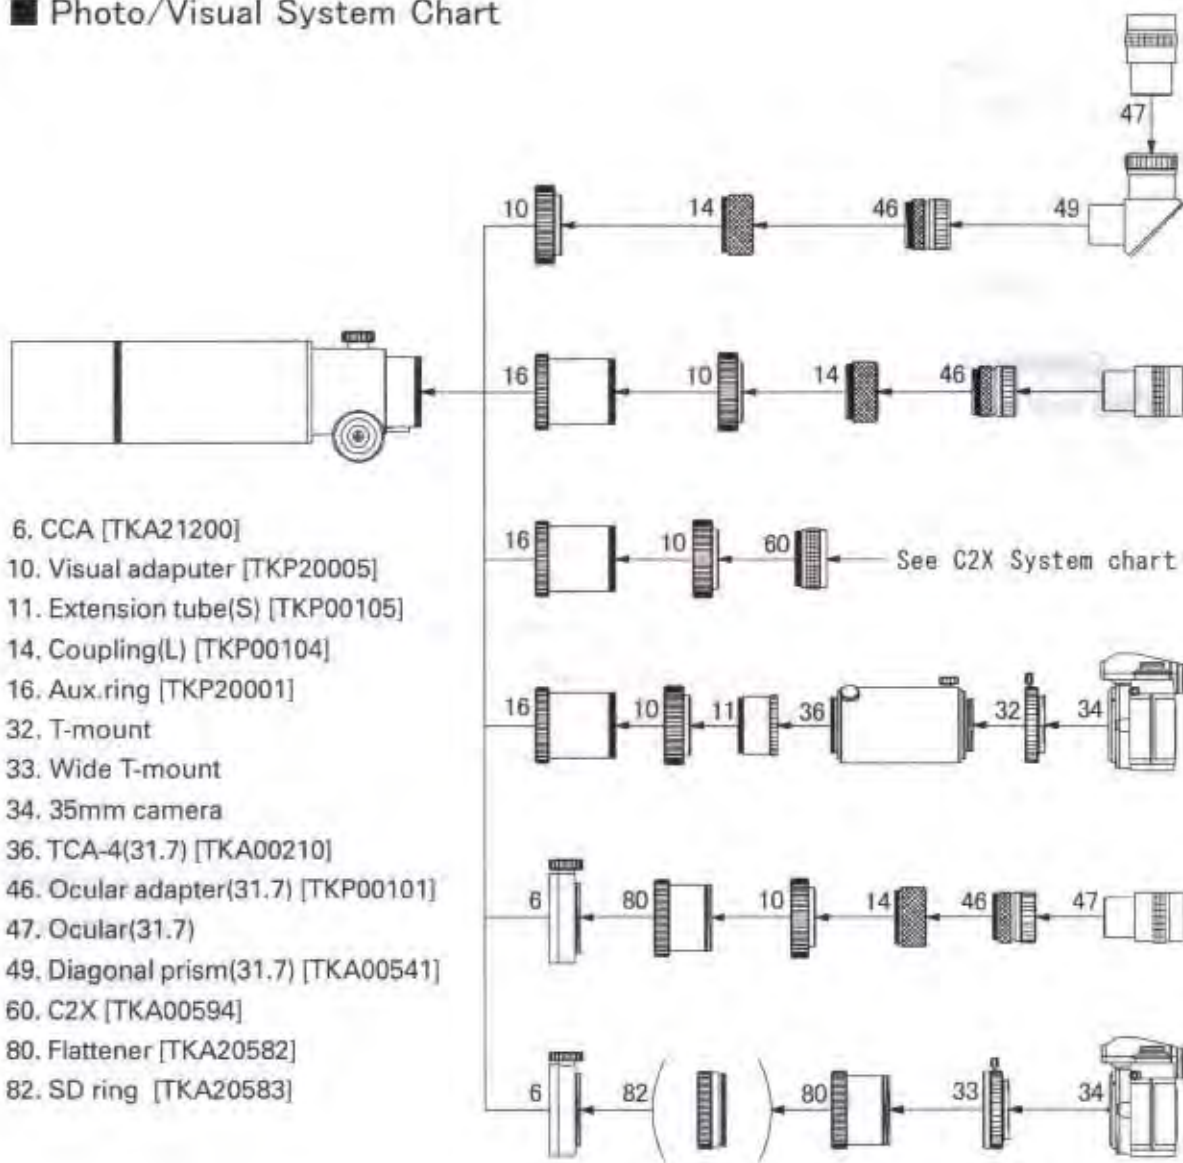 ■ Photo/Visual System Chart
47
10 14 46 49
16 10 14 46
16 10 60 See C2X System chart
16 10 11 36 32 34
6 80 10 14 46 47
6 82 80 33 34
6. CCA [TKA21200]
10. Visual adaputer [TKP20005]
11. Extension tube(S) [TKP00105]
14. Coupling(L) [TKP00104]
16. Aux.ring [TKP20001]
32. T-mount
33. Wide T-mount
34. 35mm camera
36. TCA-4(31.7) [TKA00210]
46. Ocular adapter(31.7) [TKP00101]
47. Ocular(31.7)
49. Diagonal prism(31.7) [TKA00541]
60. C2X [TKA00594]
80. Flattener [TKA20582]
82. SD ring [TKA20583]